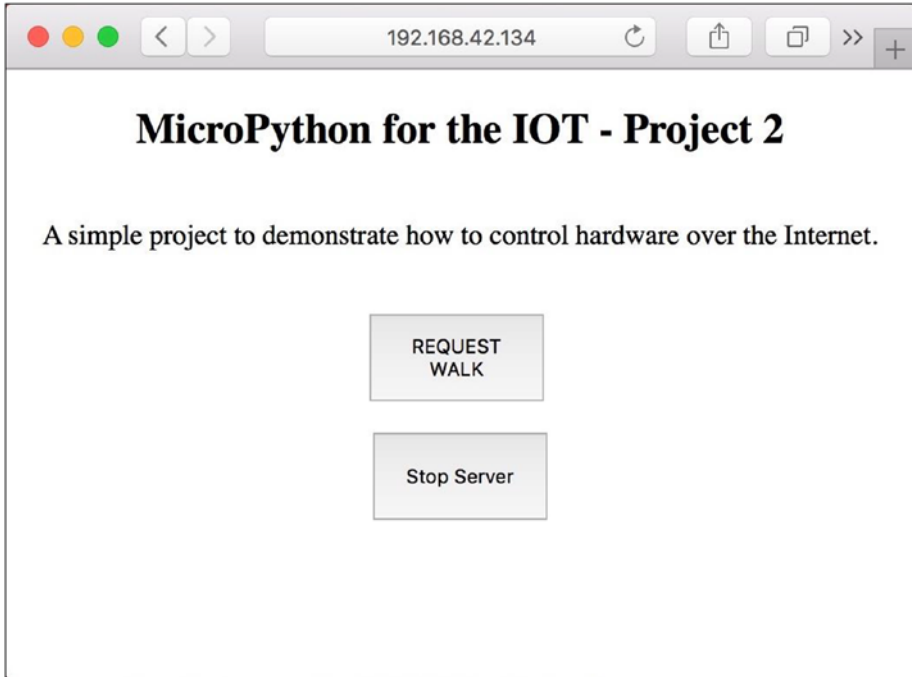 192.168.42.134
MicroPython for the IOT - Project 2
A simple project to demonstrate how to control hardware over the Internet.
REQUEST
WALK
Stop Server